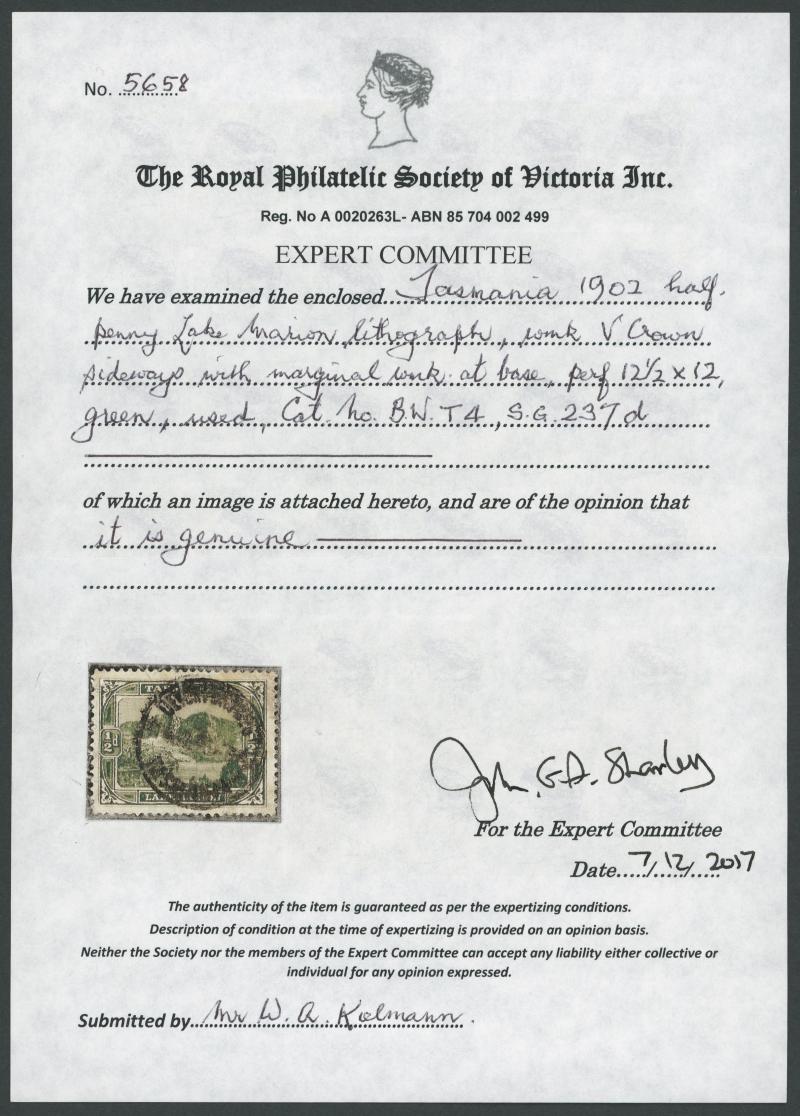 No. 5658
The Royal Philatelic Society of Victoria Inc.
Reg. No A 0020263L- ABN 85 704 002 499
EXPERT COMMITTEE
We have examined the enclosed Tasmania 1902 half.
penny Lake Marion lithograph, wmk V Crown
sideways with marginal wmk at base, perf 12½ x 12,
green, used, Cat. No. B.W. T4, S.G. 237d
of which an image is attached hereto, and are of the opinion that
it is genuine
½d
For the Expert Committee
Date 7/12/2017
The authenticity of the item is guaranteed as per the expertizing conditions.
Description of condition at the time of expertizing is provided on an opinion basis.
Neither the Society nor the members of the Expert Committee can accept any liability either collective or
individual for any opinion expressed.
Submitted by Mr W. A. Kolmann.